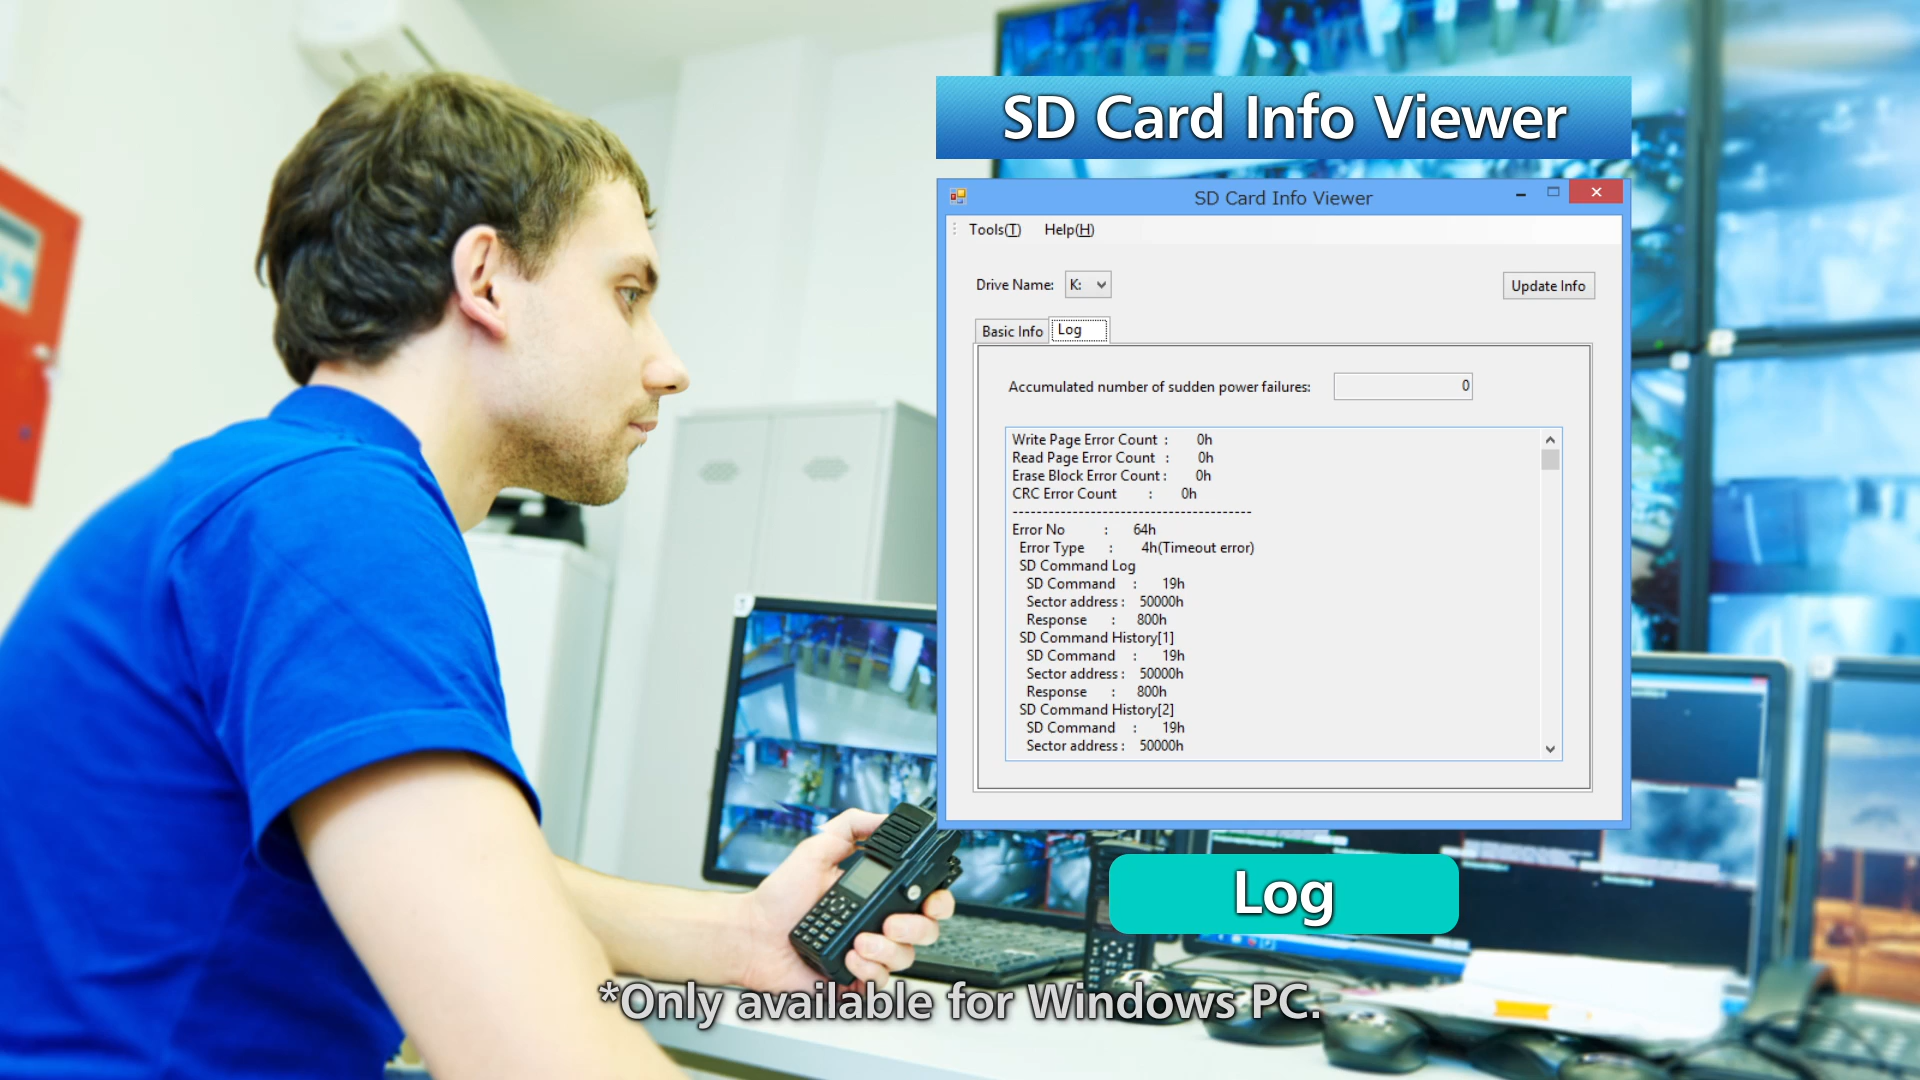 SD Card Info Viewer
SD Card Info Viewer
Tools(T) Help(H)
Drive Name: K: Update Info
Basic Info Log
Accumulated number of sudden power failures: 0
Write Page Error Count : 0h
Read Page Error Count : 0h
Erase Block Error Count : 0h
CRC Error Count : 0h
----------------------------------------
Error No : 64h
Error Type : 4h(Timeout error)
SD Command Log
SD Command : 19h
Sector address : 50000h
Response : 800h
SD Command History[1]
SD Command : 19h
Sector address : 50000h
Response : 800h
SD Command History[2]
SD Command : 19h
Sector address : 50000h
Log
*Only available for Windows PC.